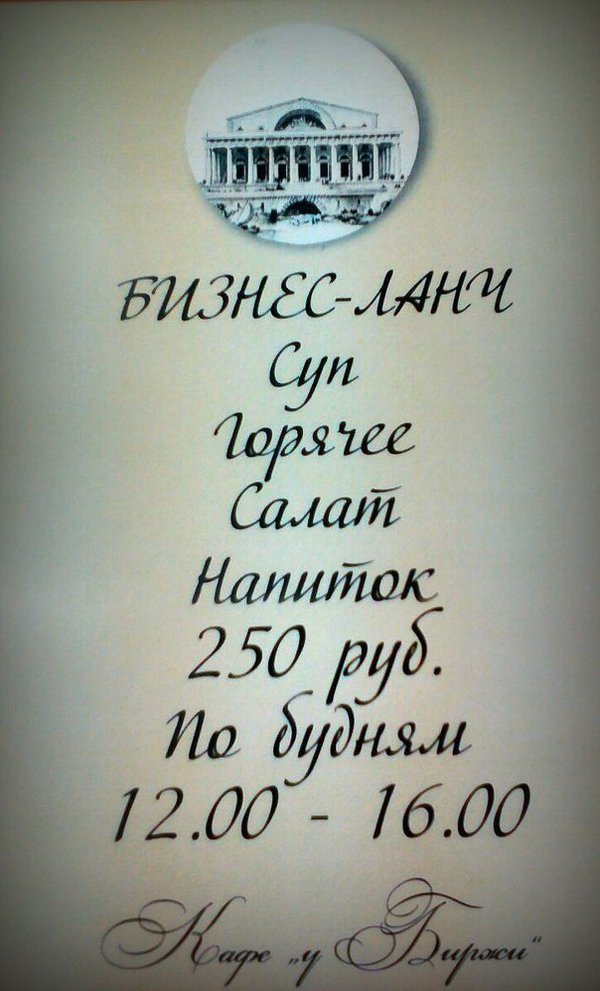 БИЗНЕС-ЛАНЧ
Суп
Горячее
Салат
Напиток
250 руб.
По будням
12.00 - 16.00
Кафе „у Биржи“